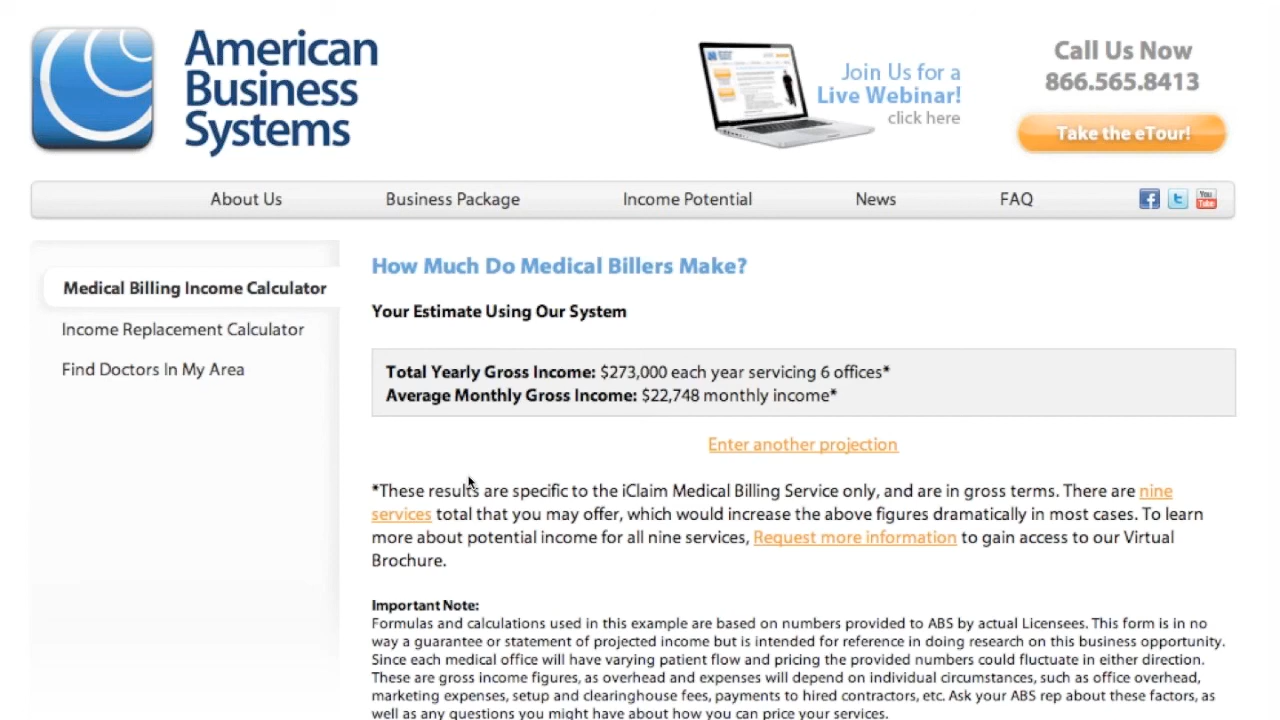 American
Business
Systems
Join Us for a
Live Webinar!
click here
Call Us Now
866.565.8413
Take the eTour!
About Us
Business Package
Income Potential
News
FAQ
f
t
You
Tube
Medical Billing Income Calculator
Income Replacement Calculator
Find Doctors In My Area
How Much Do Medical Billers Make?
Your Estimate Using Our System
Total Yearly Gross Income: $273,000 each year servicing 6 offices*
Average Monthly Gross Income: $22,748 monthly income*
Enter another projection
*These results are specific to the iClaim Medical Billing Service only, and are in gross terms. There are nine
services total that you may offer, which would increase the above figures dramatically in most cases. To learn
more about potential income for all nine services, Request more information to gain access to our Virtual
Brochure.
Important Note:
Formulas and calculations used in this example are based on numbers provided to ABS by actual Licensees. This form is in no
way a guarantee or statement of projected income but is intended for reference in doing research on this business opportunity.
Since each medical office will have varying patient flow and pricing the provided numbers could fluctuate in either direction.
These are gross income figures, as overhead and expenses will depend on individual circumstances, such as office overhead,
marketing expenses, setup and clearinghouse fees, payments to hired contractors, etc. Ask your ABS rep about these factors, as
well as any questions you might have about how you can price your services.